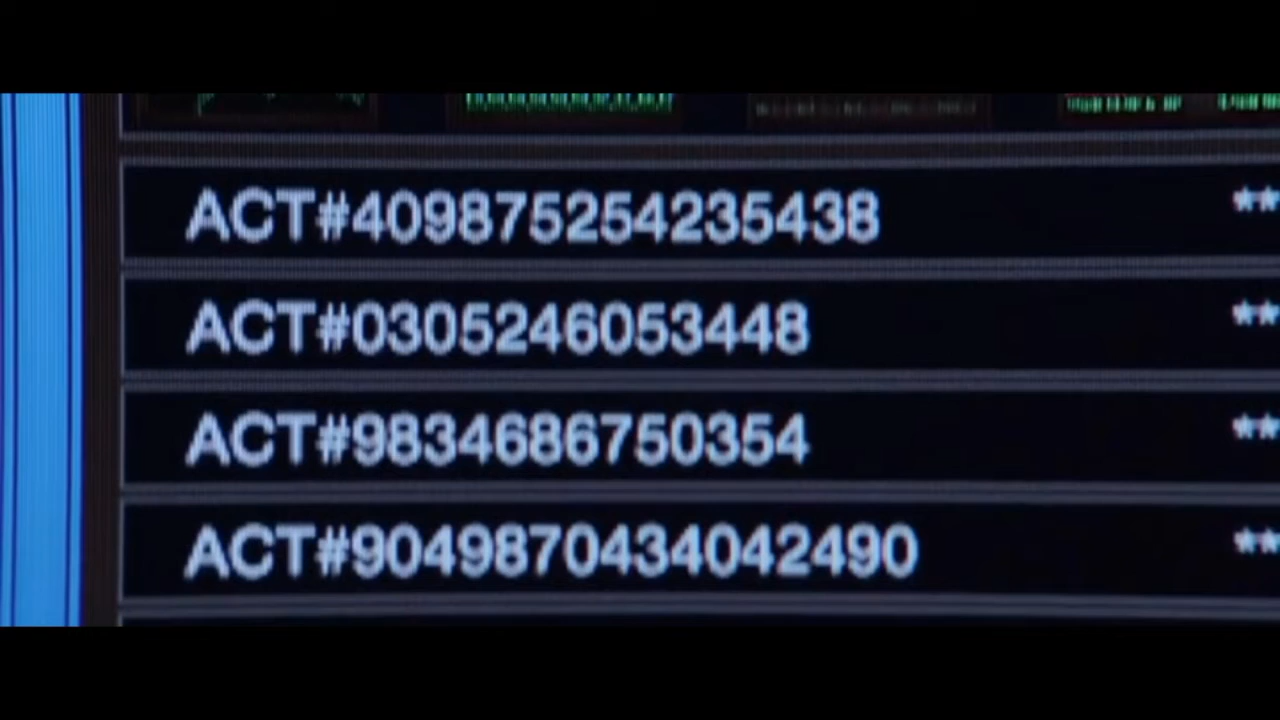 ACT#409875254235438 **
ACT#0305246053448 **
ACT#9834686750354 **
ACT#9049870434042490 **